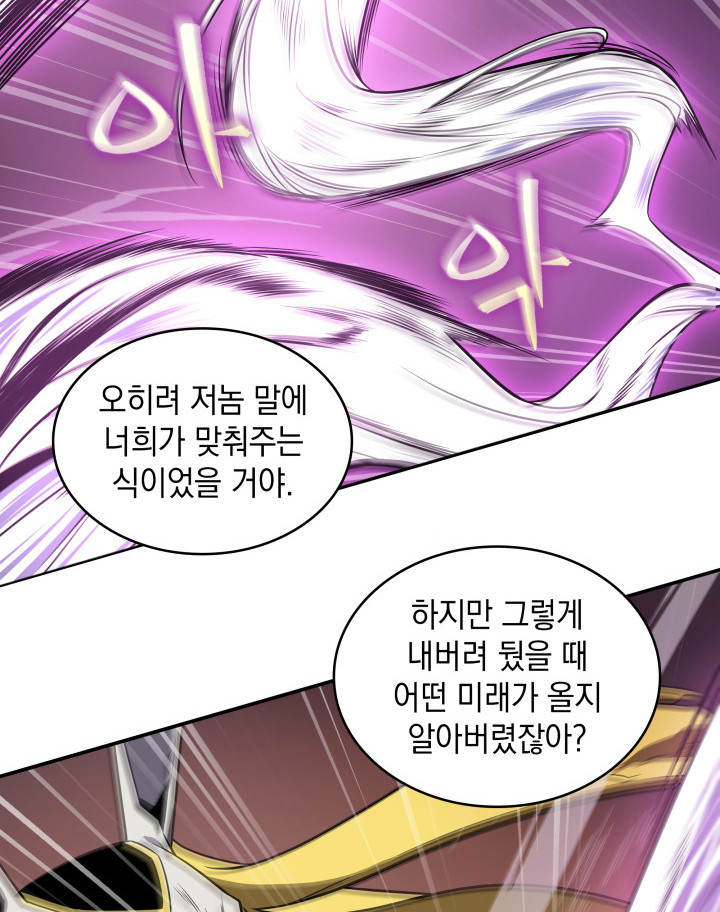 아
악
오히려 저놈 말에
너희가 맞춰주는
식이었을 거야.
하지만 그렇게
내버려 뒀을 때
어떤 미래가 올지
알아버렸잖아?